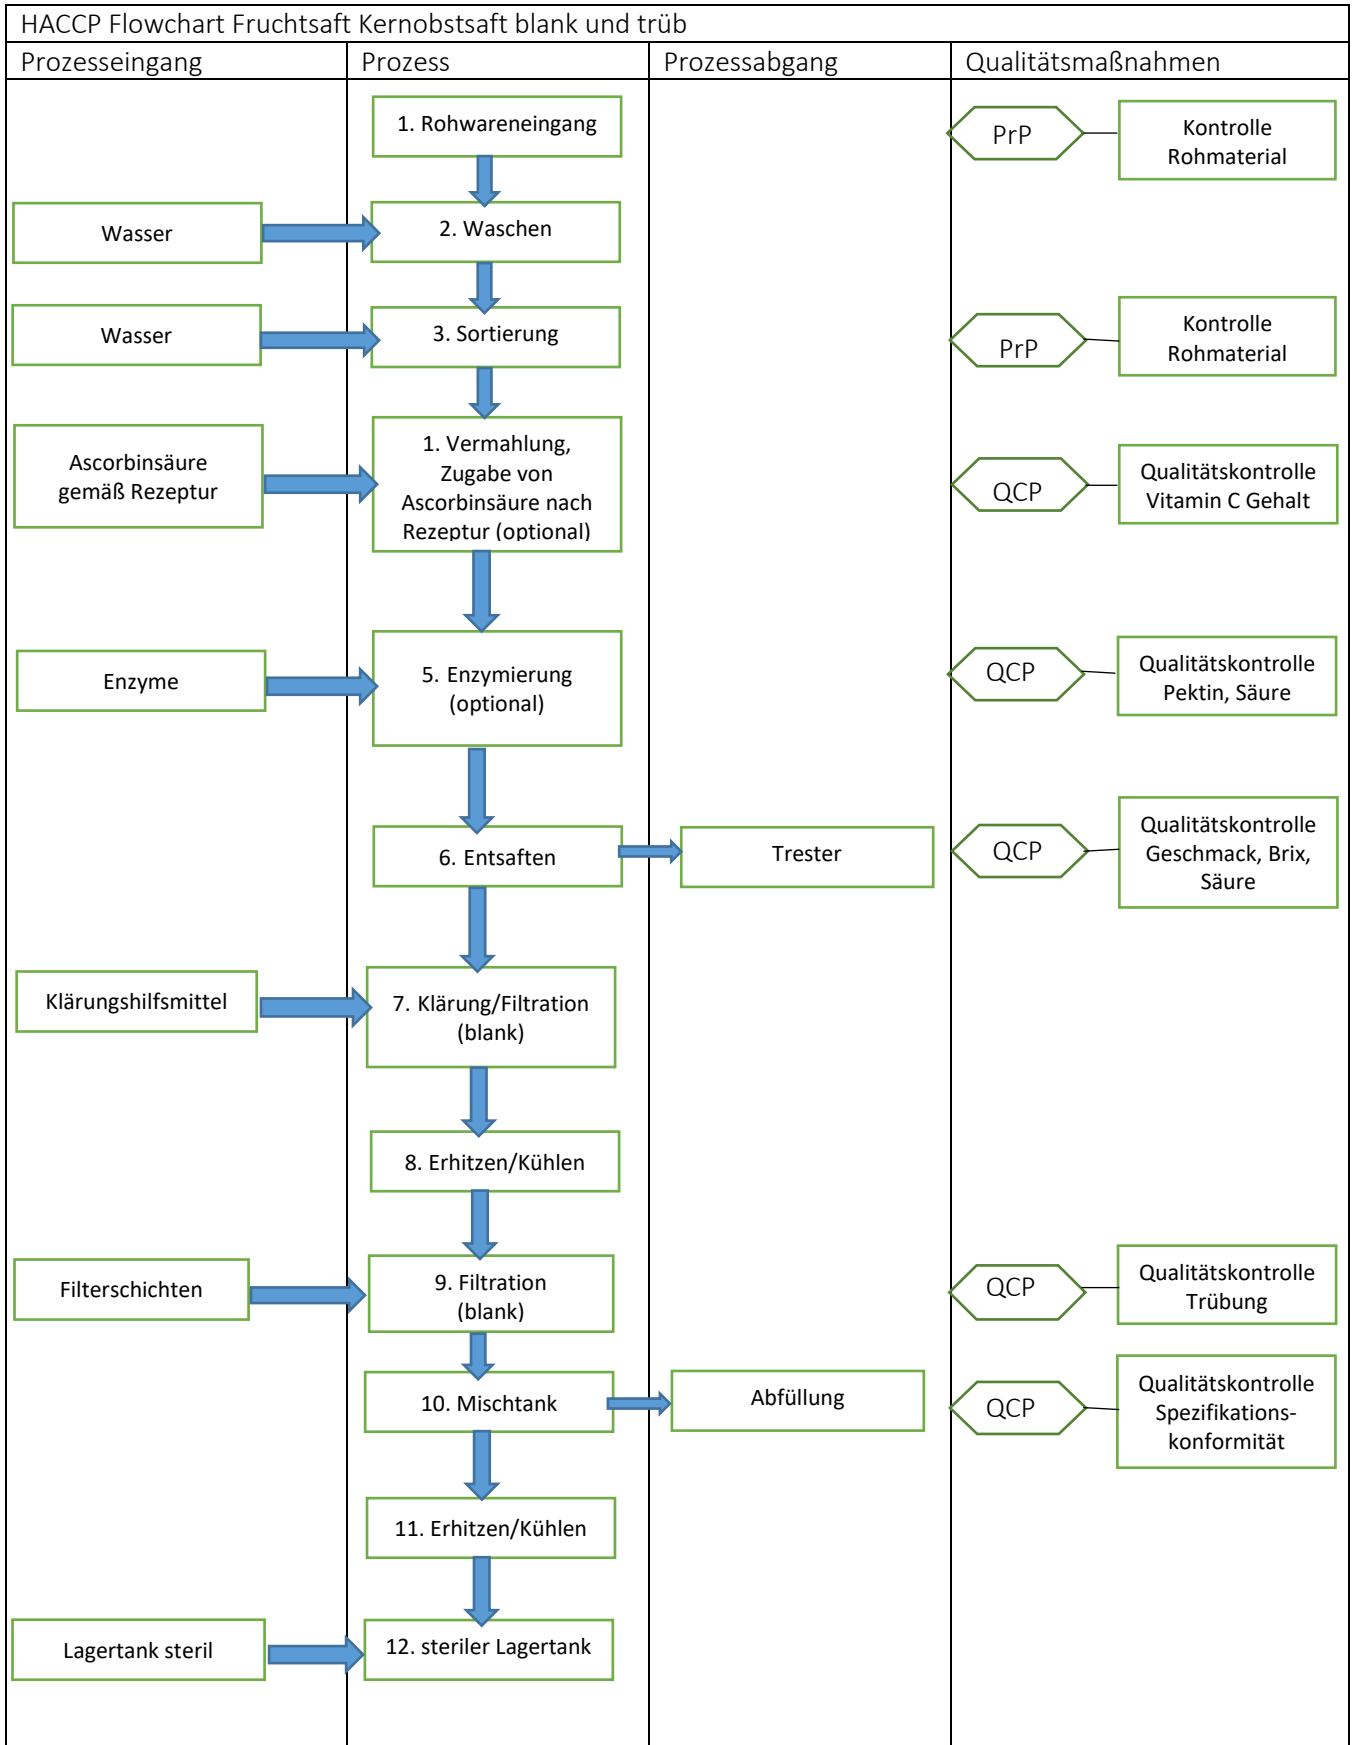 HACCP Flowchart Fruchtsaft Kernobstsaft blank und trüb
Prozesseingang
Prozess
Prozessabgang
Qualitätsmaßnahmen
1. Rohwareneingang
PrP
Kontrolle
Rohmaterial
Wasser
2. Waschen
Wasser
3. Sortierung
PrP
Kontrolle
Rohmaterial
Ascorbinsäure
gemäß Rezeptur
1. Vermahlung,
Zugabe von
Ascorbinsäure nach
Rezeptur (optional)
QCP
Qualitätskontrolle
Vitamin C Gehalt
Enzyme
5. Enzymierung
(optional)
QCP
Qualitätskontrolle
Pektin, Säure
6. Entsaften
Trester
QCP
Qualitätskontrolle
Geschmack, Brix,
Säure
Klärungshilfsmittel
7. Klärung/Filtration
(blank)
8. Erhitzen/Kühlen
Filterschichten
9. Filtration
(blank)
QCP
Qualitätskontrolle
Trübung
10. Mischtank
Abfüllung
QCP
Qualitätskontrolle
Spezifikations-
konformität
11. Erhitzen/Kühlen
Lagertank steril
12. steriler Lagertank